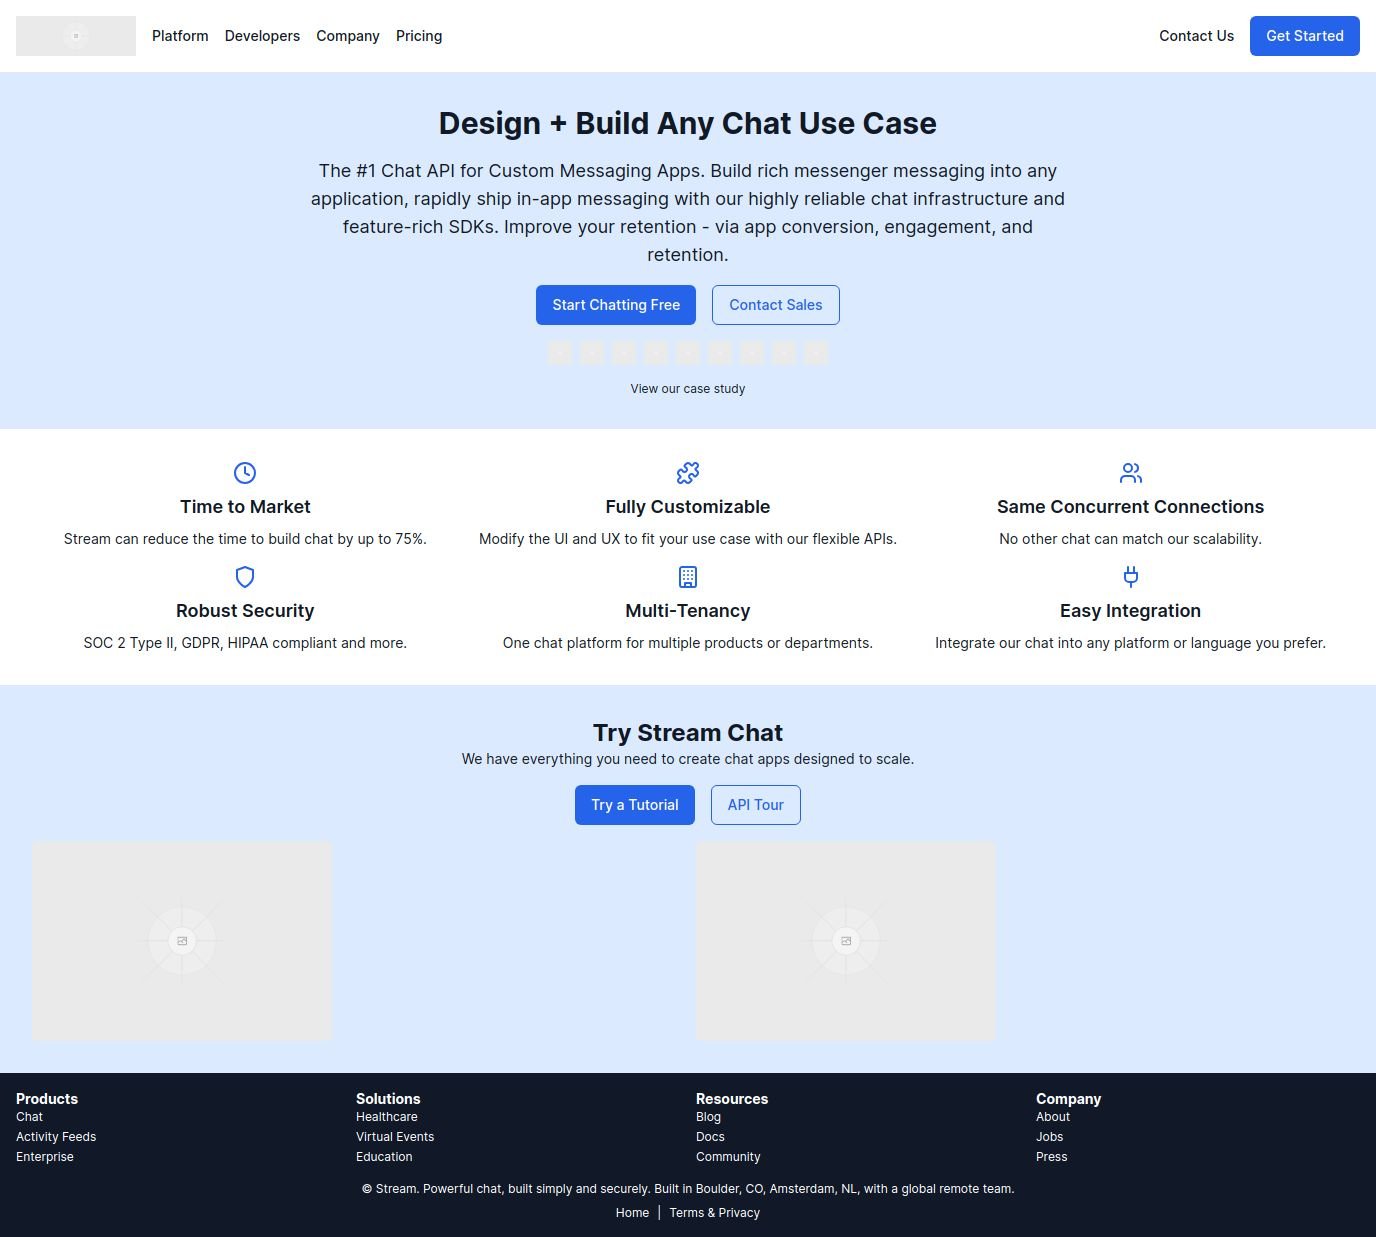 Platform
Developers
Company
Pricing
Contact Us
Get Started
Design + Build Any Chat Use Case
The #1 Chat API for Custom Messaging Apps. Build rich messenger messaging into any
application, rapidly ship in-app messaging with our highly reliable chat infrastructure and
feature-rich SDKs. Improve your retention - via app conversion, engagement, and
retention.
Start Chatting Free
Contact Sales
View our case study
Time to Market
Stream can reduce the time to build chat by up to 75%.
Fully Customizable
Modify the UI and UX to fit your use case with our flexible APIs.
Same Concurrent Connections
No other chat can match our scalability.
Robust Security
SOC 2 Type II, GDPR, HIPAA compliant and more.
Multi-Tenancy
One chat platform for multiple products or departments.
Easy Integration
Integrate our chat into any platform or language you prefer.
Try Stream Chat
We have everything you need to create chat apps designed to scale.
Try a Tutorial
API Tour
Products
Chat
Activity Feeds
Enterprise
Solutions
Healthcare
Virtual Events
Education
Resources
Blog
Docs
Community
Company
About
Jobs
Press
© Stream. Powerful chat, built simply and securely. Built in Boulder, CO, Amsterdam, NL, with a global remote team.
Home | Terms & Privacy